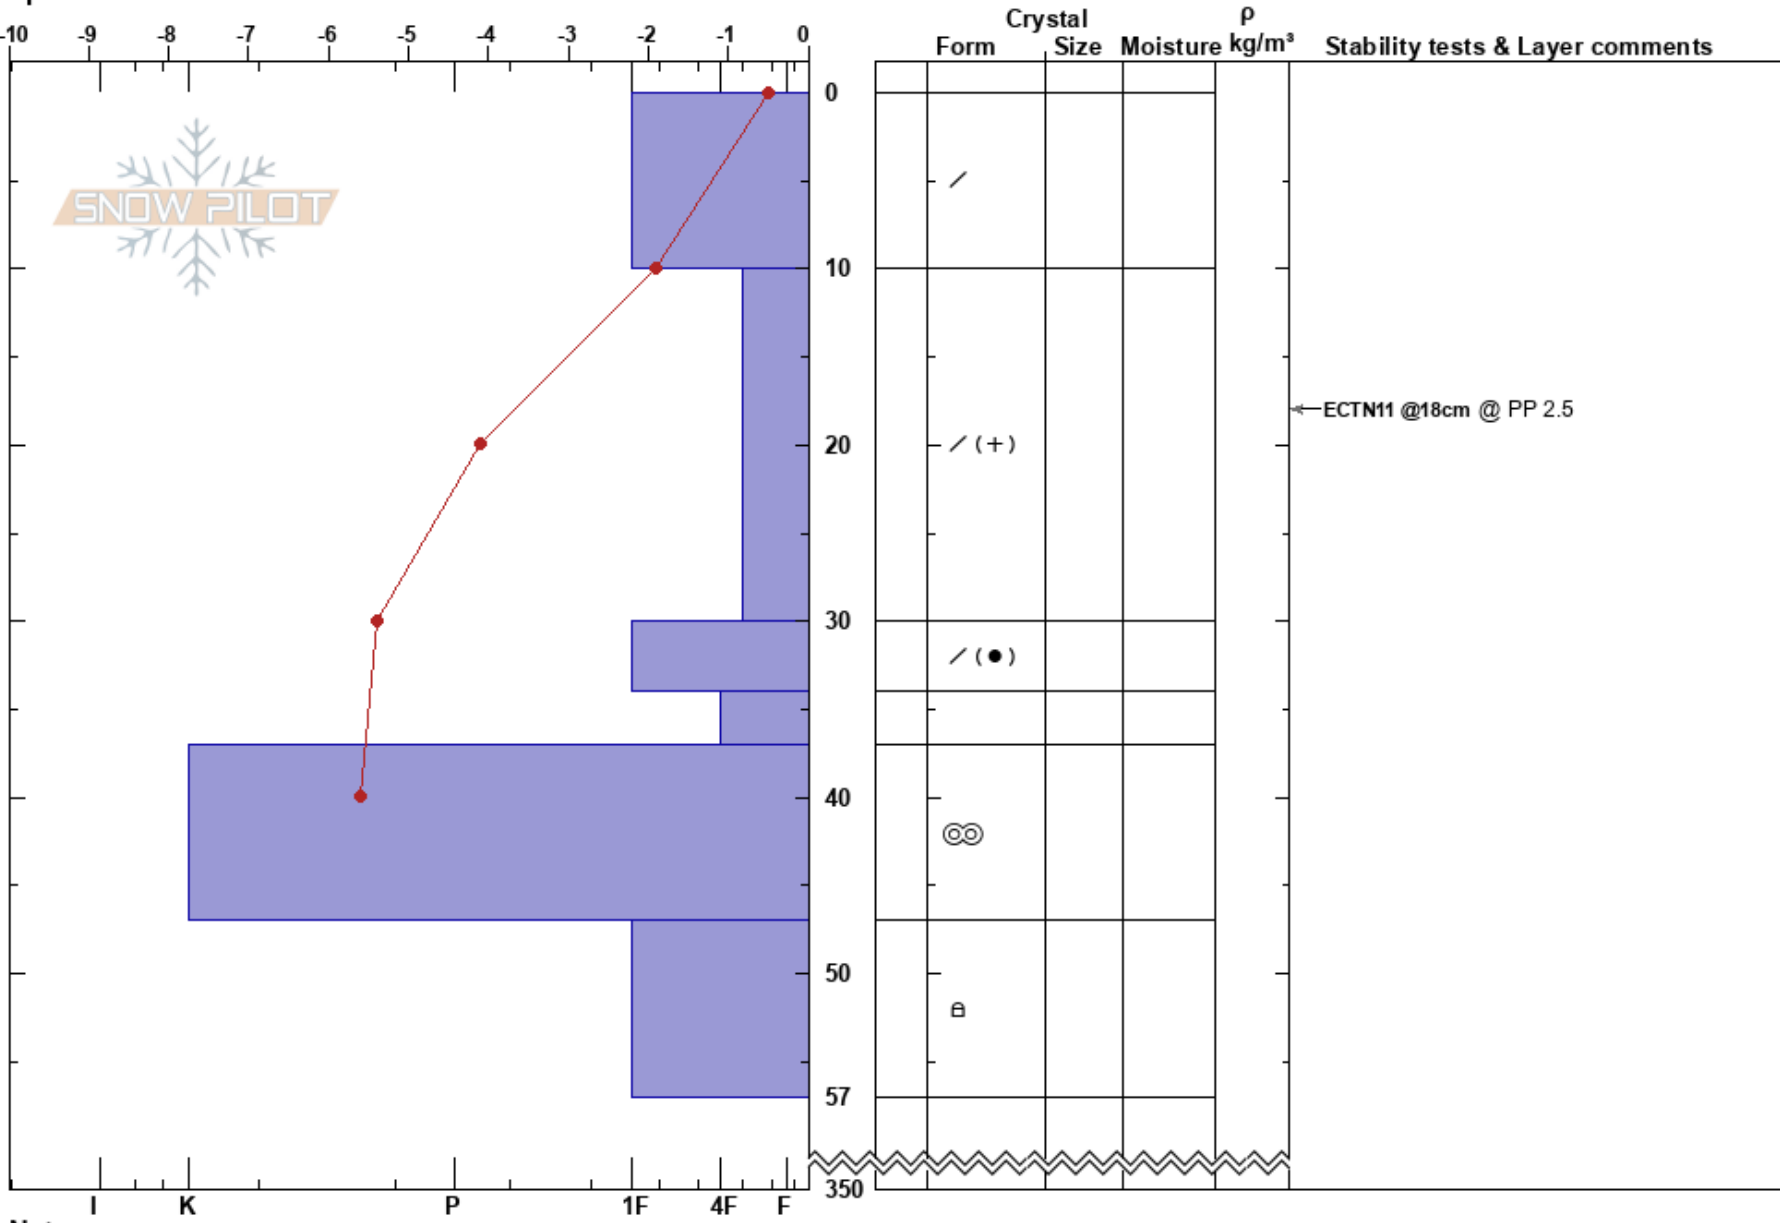 Crystal ρ
-10 -9 -8 -7 -6 -5 -4 -3 -2 -1 0 Form Size Moisture kg/m³ Stability tests & Layer comments
0
SNOW PILOT
10
ECTN11 @18cm @ PP 2.5
20 (+)
30
(●)
40
50
57
350
I K P 1F 4F F